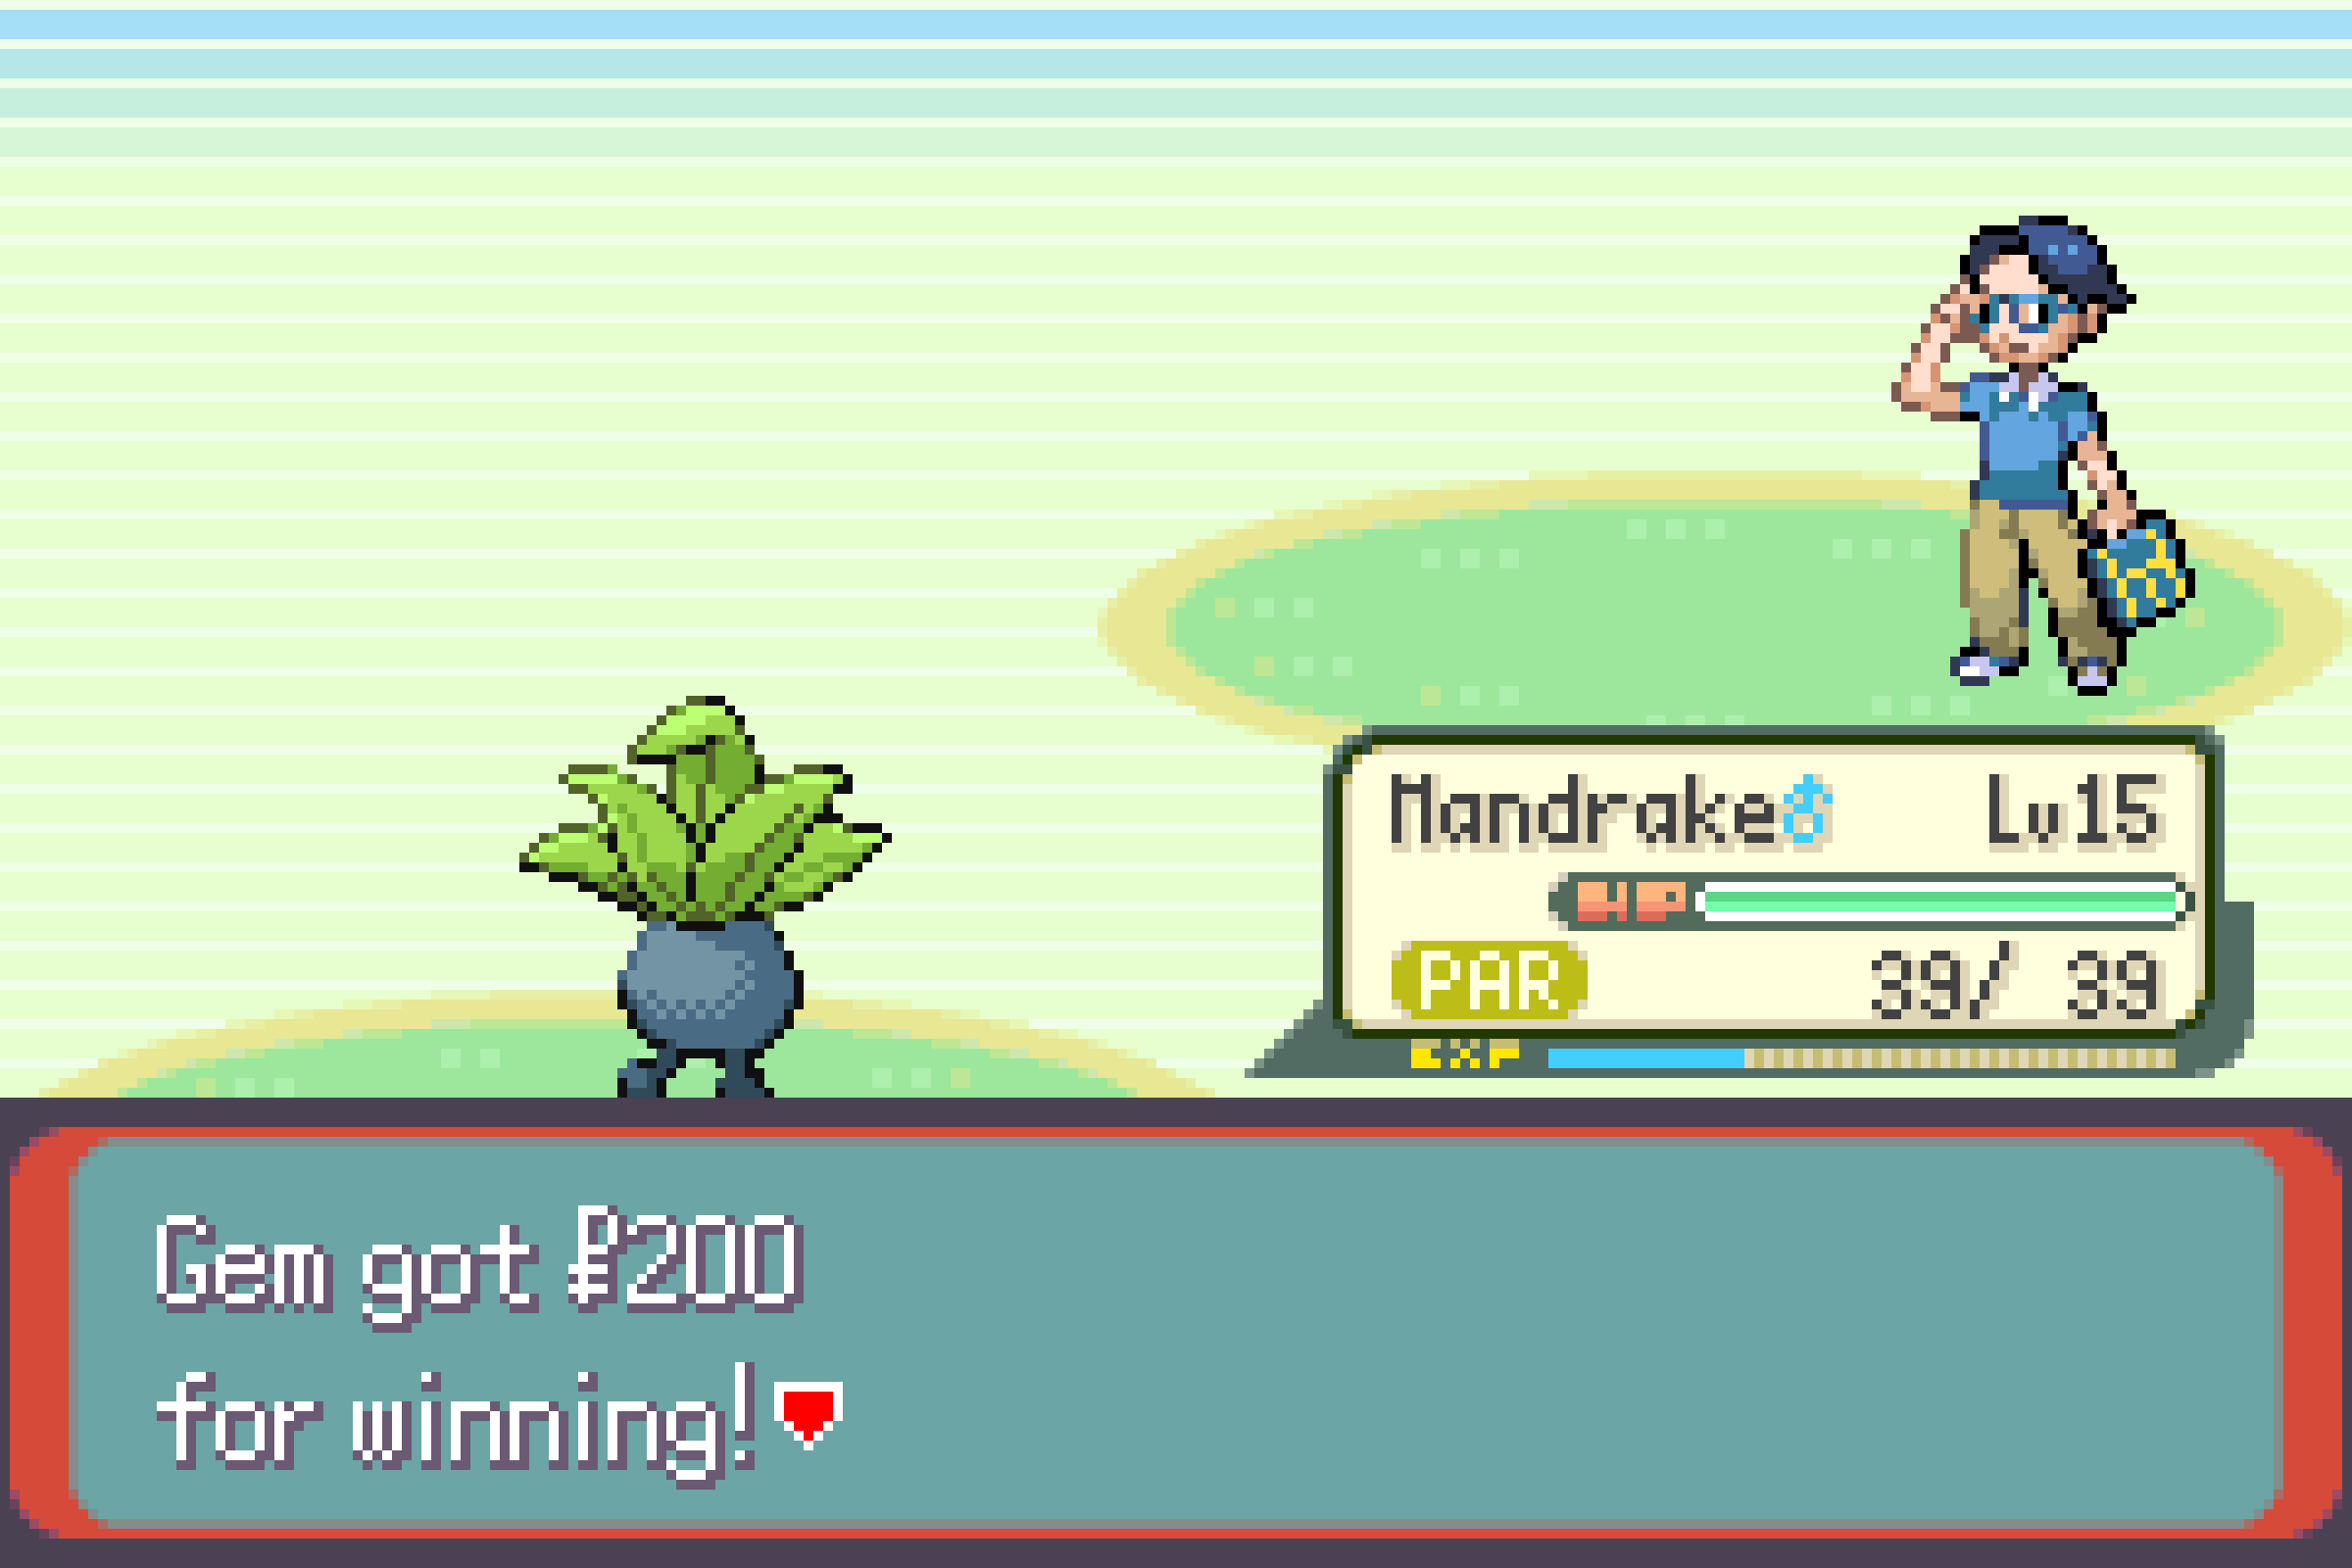 Mandrake♂ Lv15
HP
PAR 39/ 39
EXP
Gem got ₽200
for winning!